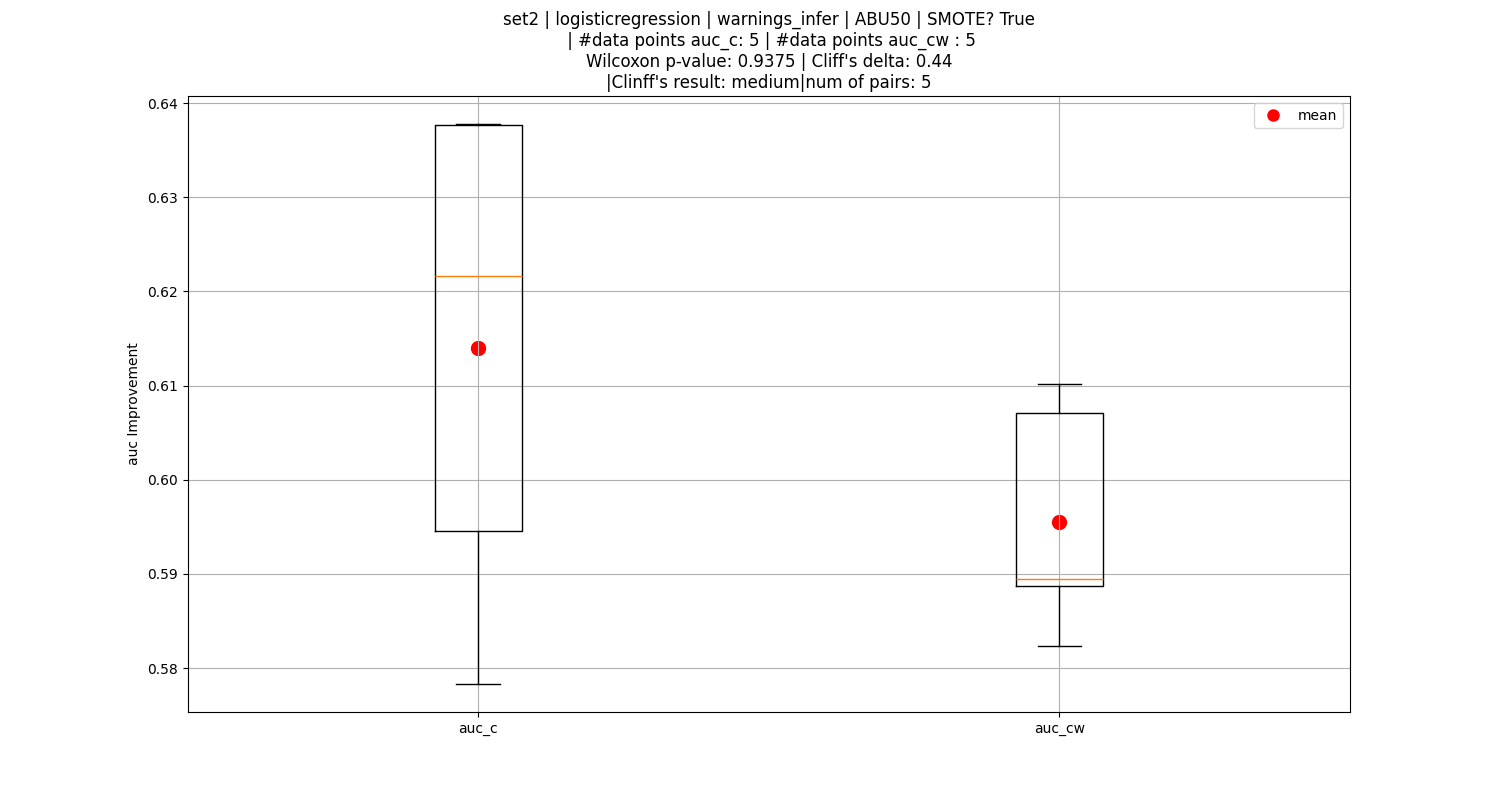 set2 | logisticregression | warnings_infer | ABU50 | SMOTE? True
| #data points auc_c: 5 | #data points auc_cw : 5
Wilcoxon p-value: 0.9375 | Cliff's delta: 0.44
|Clinff's result: medium|num of pairs: 5
mean
0.64
0.63
0.62
0.61
0.60
0.59
0.58
auc Improvement
auc_c
auc_cw